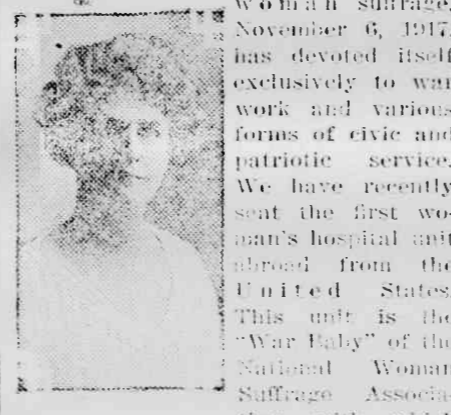 woman suffrage,
November 6, 1917,
has devoted itself
exclusively to war
work and various
forms of civic and
patriotic service.
We have recently
sent the first wo-
man's hospital unit
abroad from the
United States.
This unit is the
"War Baby" of the
National Woman
Suffrage Associa-